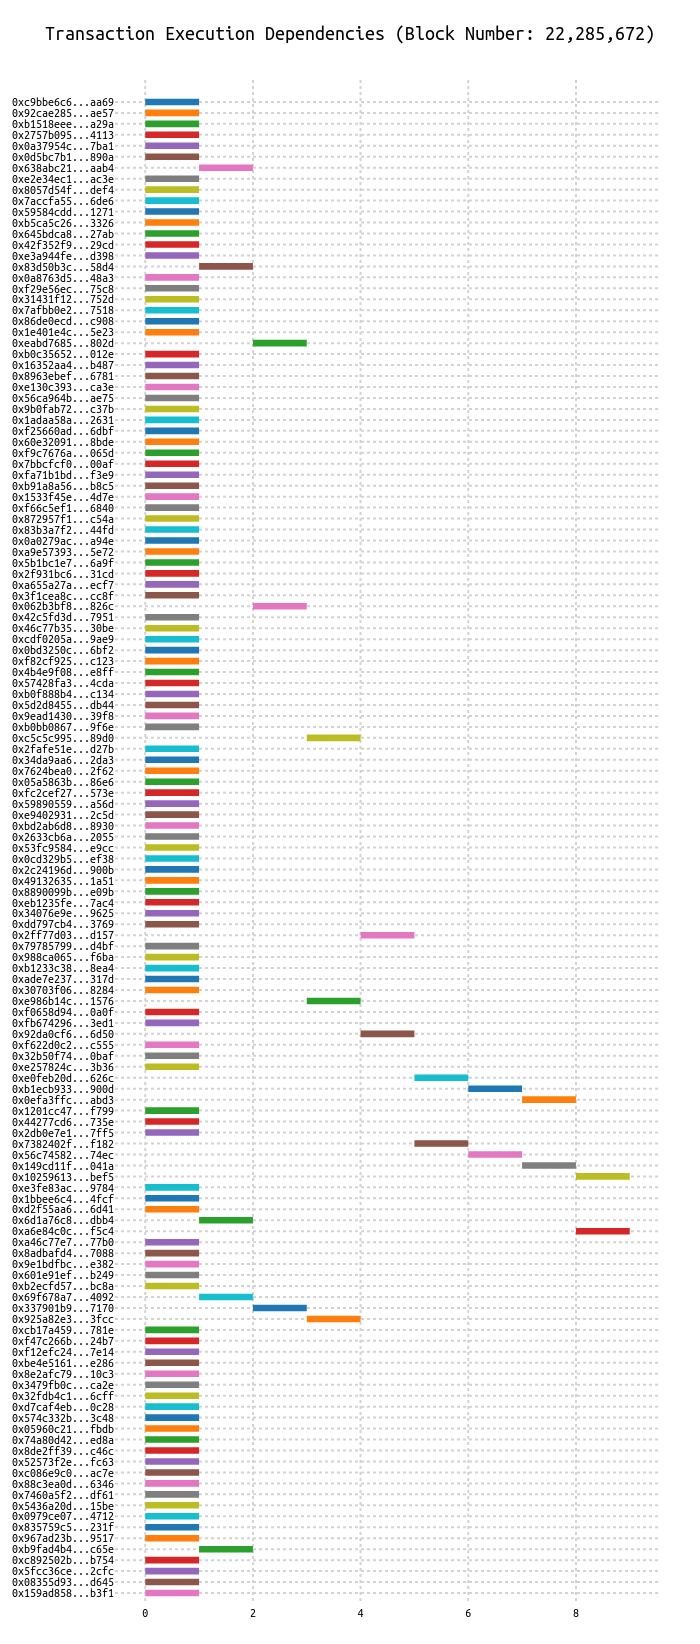 Transaction Execution Dependencies (Block Number: 22,285,672)
0xc9bbe6c6...aa69
0x92cae285...ae57
0xb1518eee...a29a
0x2757b095...4113
0x0a37954c...7ba1
0x0d5bc7b1...890a
0x638abc21...aab4
0xe2e34ec1...ac3e
0x8057d54f...def4
0x7accfa55...6de6
0x59584cdd...1271
0xb5ca5c26...3326
0x645bdca8...27ab
0x42f352f9...29cd
0xe3a944fe...d398
0x83d50b3c...58d4
0x0a8763d5...48a3
0xf29e56ec...75c8
0x31431f12...752d
0x7afbb0e2...7518
0x86de0ecd...c908
0x1e401e4c...5e23
0xeabd7685...802d
0xb0c35652...012e
0x16352aa4...b487
0x8963ebef...6781
0xe130c393...ca3e
0x56ca964b...ae75
0x9b0fab72...c37b
0x1adaa58a...2631
0xf25660ad...6dbf
0x60e32091...8bde
0xf9c7676a...065d
0x7bbcfcf0...00af
0xfa71b1bd...f3e9
0xb91a8a56...b8c5
0x1533f45e...4d7e
0xf66c5ef1...6840
0x872957f1...c54a
0x83b3a7f2...44fd
0x0a0279ac...a94e
0xa9e57393...5e72
0x5b1bc1e7...6a9f
0x2f931bc6...31cd
0xa655a27a...ecf7
0x3f1cea8c...cc8f
0x062b3bf8...826c
0x42c5fd3d...7951
0x46c77b35...30be
0xcdf0205a...9ae9
0x0bd3250c...6bf2
0xf82cf925...c123
0x4b4e9f08...e8ff
0x57428fa3...4cda
0xb0f888b4...c134
0x5d2d8455...db44
0x9ead1430...39f8
0xb0bb0867...9f6e
0xc5c5c995...89d0
0x2fafe51e...d27b
0x34da9aa6...2da3
0x7624bea0...2f62
0x05a5863b...86e6
0xfc2cef27...573e
0x59890559...a56d
0xe9402931...2c5d
0xbd2ab6d8...8930
0x2633cb6a...2055
0x53fc9584...e9cc
0x0cd329b5...ef38
0x2c24196d...900b
0x49132635...1a51
0x8890099b...e09b
0xeb1235fe...7ac4
0x34076e9e...9625
0xdd797cb4...3769
0x2ff77d03...d157
0x79785799...d4bf
0x988ca065...f6ba
0xb1233c38...8ea4
0xade7e237...317d
0x30703f06...8284
0xe986b14c...1576
0xf0658d94...0a0f
0xfb674296...3ed1
0x92da0cf6...6d50
0xf622d0c2...c555
0x32b50f74...0baf
0xe257824c...3b36
0xe0feb20d...626c
0xb1ecb933...900d
0x0efa3ffc...abd3
0x1201cc47...f799
0x44277cd6...735e
0x2db0e7e1...7ff5
0x7382402f...f182
0x56c74582...74ec
0x149cd11f...041a
0x10259613...bef5
0xe3fe83ac...9784
0x1bbee6c4...4fcf
0xd2f55aa6...6d41
0x6d1a76c8...dbb4
0xa6e84c0c...f5c4
0xa46c77e7...77b0
0x8adbafd4...7088
0x9e1bdfbc...e382
0x601e91ef...b249
0xb2ecfd57...bc8a
0x69f678a7...4092
0x337901b9...7170
0x925a82e3...3fcc
0xcb17a459...781e
0xf47c266b...24b7
0xf12efc24...7e14
0xbe4e5161...e286
0x8e2afc79...10c3
0x3479fb0c...ca2e
0x32fdb4c1...6cff
0xd7caf4eb...0c28
0x574c332b...3c48
0x05960c21...fbdb
0x74a80d42...ed8a
0x8de2ff39...c46c
0x52573f2e...fc63
0xc086e9c0...ac7e
0x88c3ea0d...6346
0x7460a5f2...df61
0x5436a20d...15be
0x0979ce07...4712
0x835759c5...231f
0x967ad23b...9517
0xb9fad4b4...c65e
0xc892502b...b754
0x5fcc36ce...2cfc
0x08355d93...d645
0x159ad858...b3f1
0 2 4 6 8